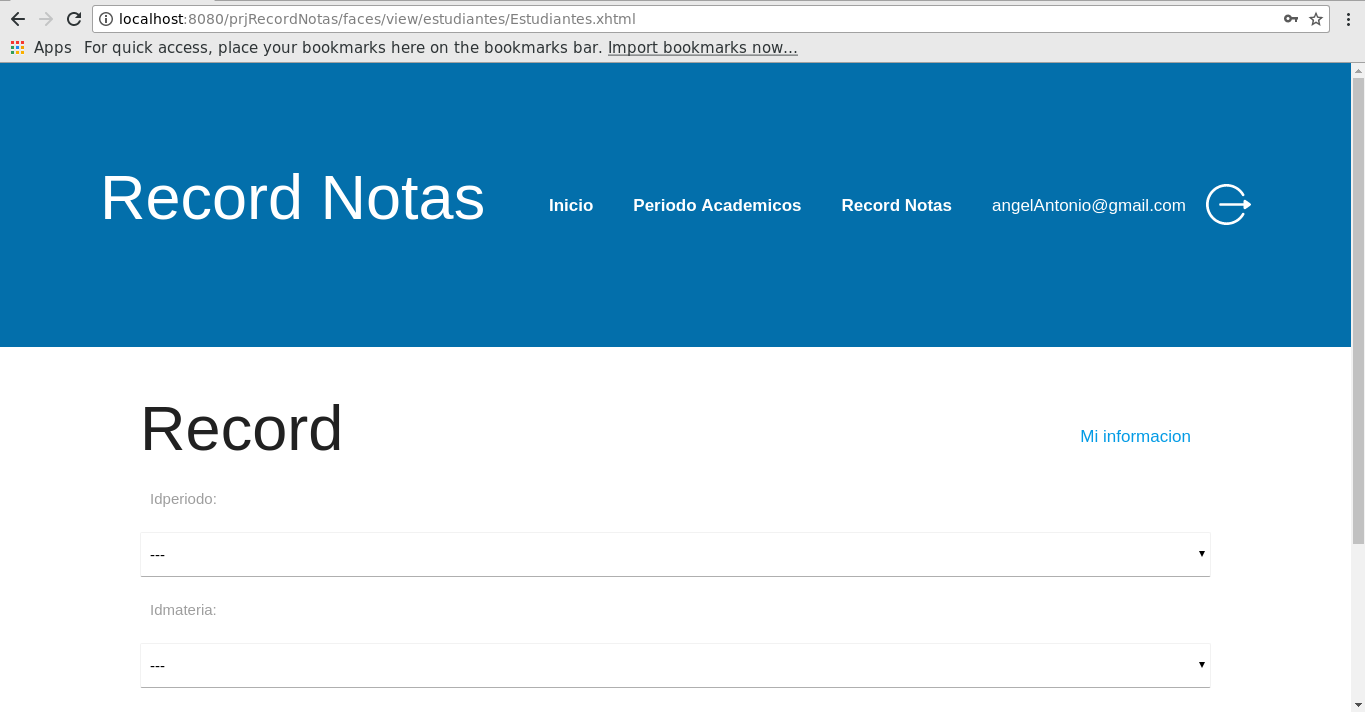 localhost:8080/prjRecordNotas/faces/view/estudiantes/Estudiantes.xhtml
Apps For quick access, place your bookmarks here on the bookmarks bar. Import bookmarks now...
Record Notas Inicio Periodo Academicos Record Notas angelAntonio@gmail.com
Record Mi informacion
Idperiodo:
---
Idmateria:
---